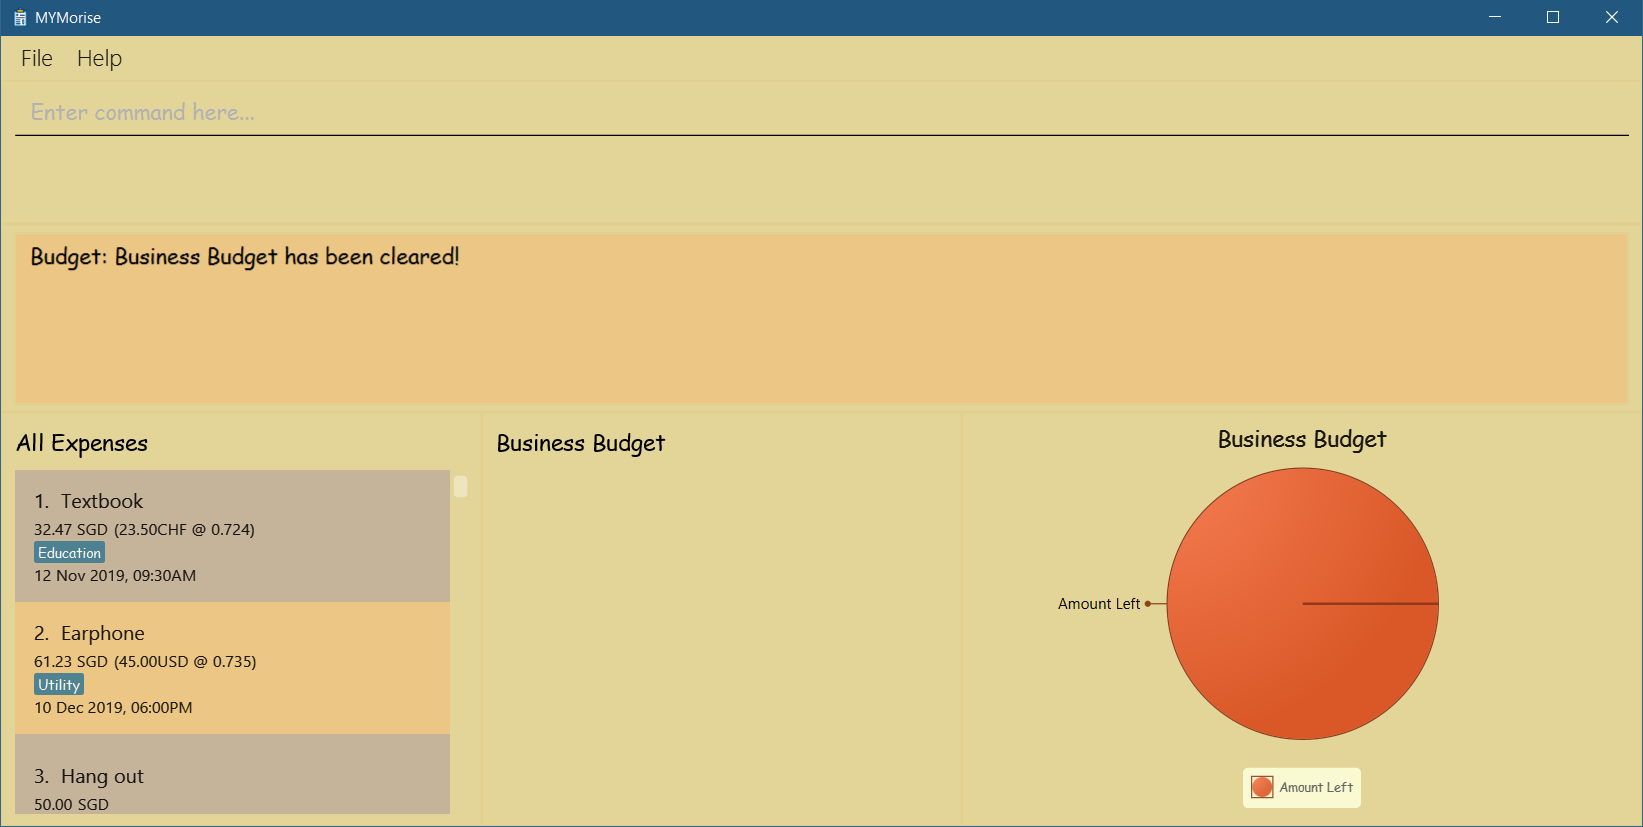 MYMorise
File Help
Enter command here...
Budget: Business Budget has been cleared!
All Expenses
1. Textbook
32.47 SGD (23.50CHF @ 0.724)
Education
12 Nov 2019, 09:30AM
2. Earphone
61.23 SGD (45.00USD @ 0.735)
Utility
10 Dec 2019, 06:00PM
3. Hang out
50.00 SGD
Business Budget
Business Budget
Amount Left
Amount Left